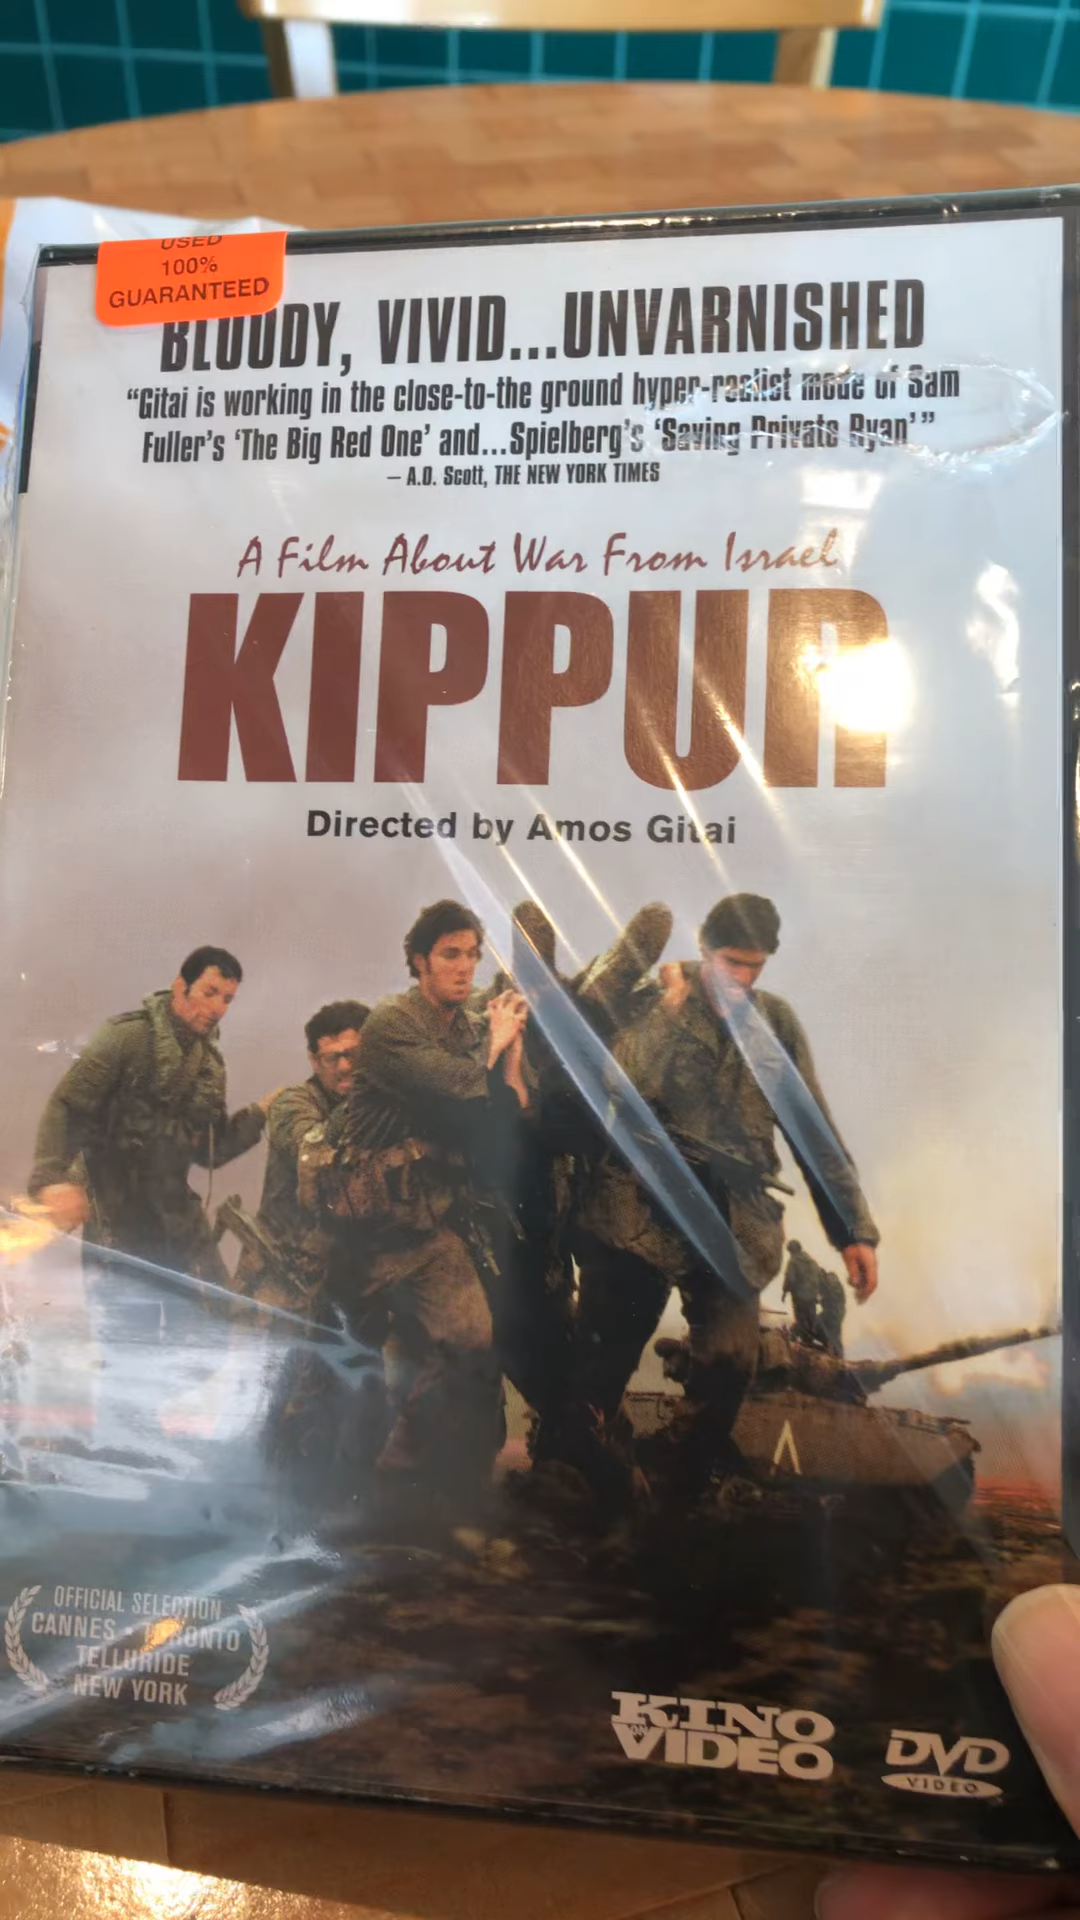 USED
100%
GUARANTEED
BLOODY, VIVID...UNVARNISHED
“Gitai is working in the close-to-the ground hyper-realist mode of Sam
Fuller’s ‘The Big Red One’ and...Spielberg’s ‘Saving Private Ryan’”
– A.O. Scott, THE NEW YORK TIMES
A Film About War From Israel
KIPPUR
Directed by Amos Gitai
OFFICIAL SELECTION
CANNES • TORONTO
TELLURIDE
NEW YORK
KINO
ON
VIDEO
DVD
VIDEO